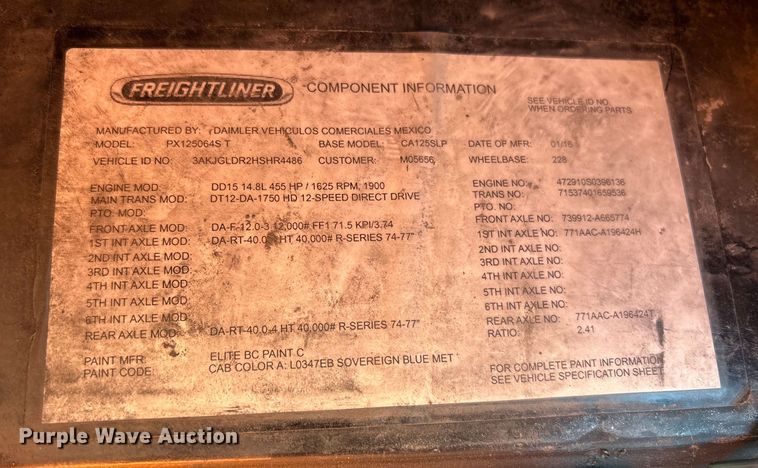 FREIGHTLINER COMPONENT INFORMATION
SEE VEHICLE ID NO.
WHEN ORDERING PARTS
MANUFACTURED BY: DAIMLER VEHICULOS COMERCIALES MEXICO
MODEL: PX125064S T BASE MODEL: CA125SLP DATE OF MFR: 01/16
VEHICLE ID NO: 3AKJGLDR2HSHR4486 CUSTOMER: M05656 WHEELBASE: 228
ENGINE MOD: DD15 14.8L 455 HP / 1625 RPM, 1900 ENGINE NO: 472910S0396136
MAIN TRANS MOD: DT12-DA-1750 HD 12-SPEED DIRECT DRIVE TRANS NO: 71537401659536
PTO. MOD: PTO. NO:
FRONT AXLE MOD: DA-F-12.0-3 12,000# FF1 71.5 KPI/3.74 FRONT AXLE NO: 739912-A665774
1ST INT AXLE MOD: DA-RT-40.0-4 HT 40,000# R-SERIES 74-77" 1ST INT AXLE NO: 771AAC-A196424H
2ND INT AXLE MOD: 2ND INT AXLE NO:
3RD INT AXLE MOD: 3RD INT AXLE NO:
4TH INT AXLE MOD: 4TH INT AXLE NO:
5TH INT AXLE MOD: 5TH INT AXLE NO:
6TH INT AXLE MOD: 6TH INT AXLE NO:
REAR AXLE MOD: DA-RT-40.0-4 HT 40,000# R-SERIES 74-77" REAR AXLE NO: 771AAC-A196424T
RATIO: 2.41
PAINT MFR: ELITE BC PAINT C
PAINT CODE: CAB COLOR A: L0347EB SOVEREIGN BLUE MET
FOR COMPLETE PAINT INFORMATION
SEE VEHICLE SPECIFICATION SHEET
Purple Wave Auction